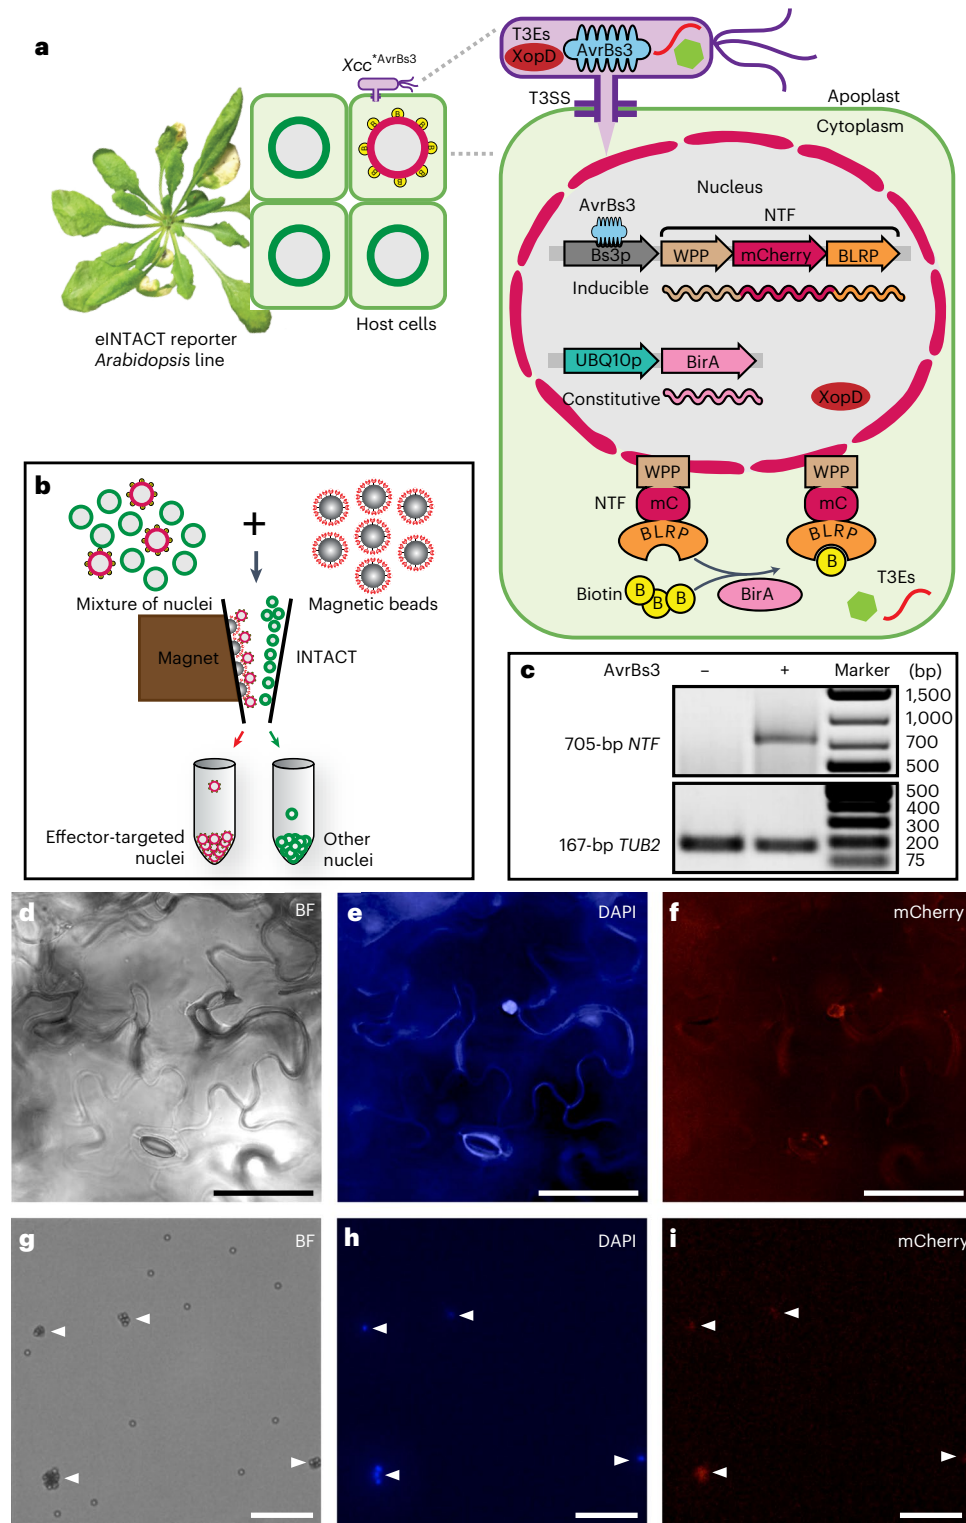 a
Xcc*AvrBs3
T3Es
XopD
AvrBs3
T3SS
Apoplast
Cytoplasm
B
B
B
B
B
B
B
B
Nucleus
AvrBs3
NTF
Bs3p
WPP
mCherry
BLRP
Inducible
UBQ10p
BirA
Constitutive
XopD
eINTACT reporter
Arabidopsis line
Host cells
WPP
WPP
NTF
mC
mC
BLRP
BLRP
B
Biotin
B
B
B
BirA
T3Es
b
+
Mixture of nuclei
Magnetic beads
Magnet
INTACT
Effector-targeted
nuclei
Other
nuclei
c
AvrBs3
–
+
Marker
(bp)
705-bp NTF
1,500
1,000
700
500
167-bp TUB2
500
400
300
200
75
d
BF
e
DAPI
f
mCherry
g
BF
h
DAPI
i
mCherry